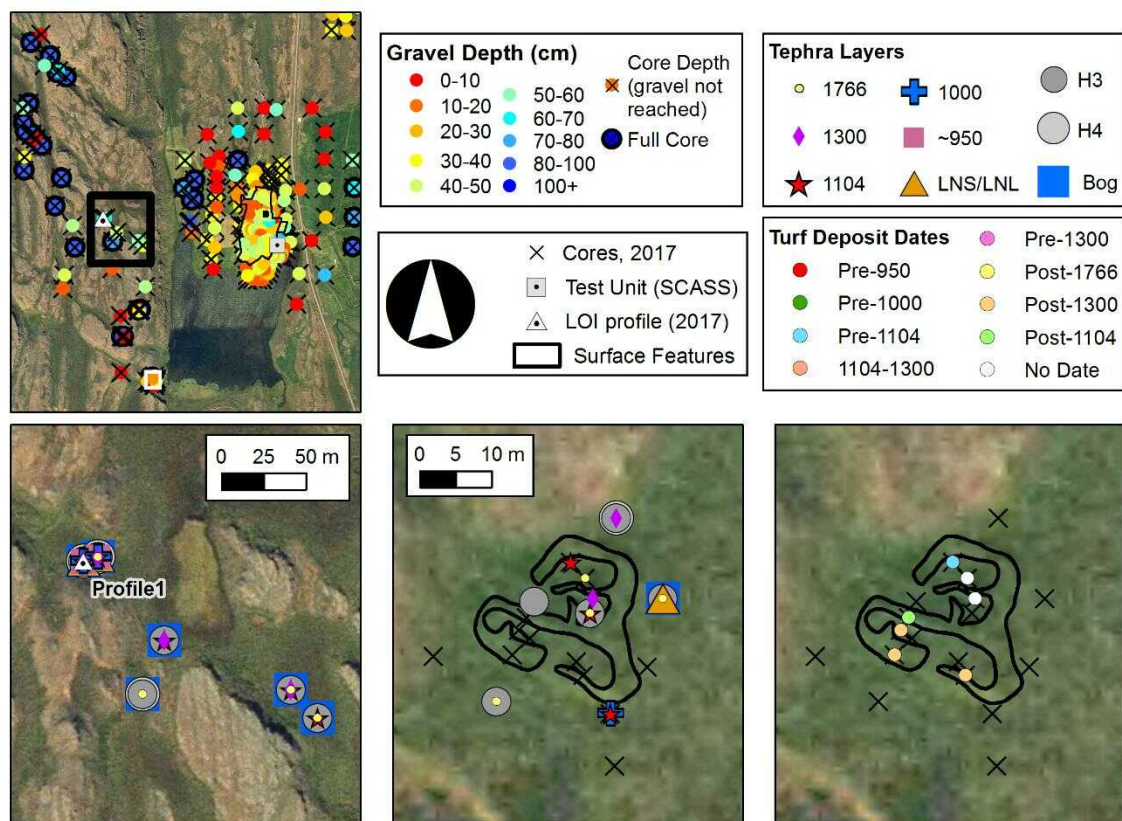 Gravel Depth (cm)
0-10
10-20
20-30
30-40
40-50
50-60
60-70
70-80
80-100
100+
Core Depth
(gravel not
reached)
Full Core
Tephra Layers
1766
1300
1104
1000
~950
LNS/LNL
H3
H4
Bog
Cores, 2017
Test Unit (SCASS)
LOI profile (2017)
Surface Features
Turf Deposit Dates
Pre-950
Pre-1000
Pre-1104
1104-1300
Pre-1300
Post-1766
Post-1300
Post-1104
No Date
0 25 50 m
Profile1
0 5 10 m